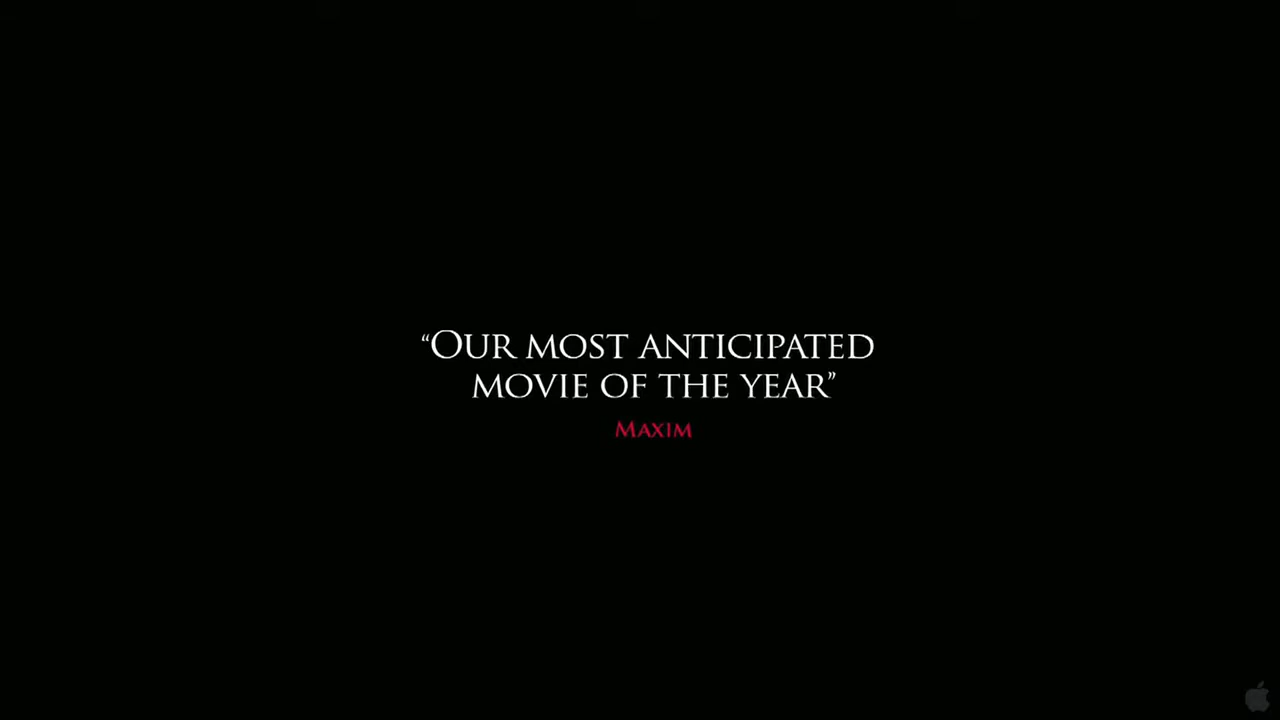 “OUR MOST ANTICIPATED
MOVIE OF THE YEAR”
MAXIM